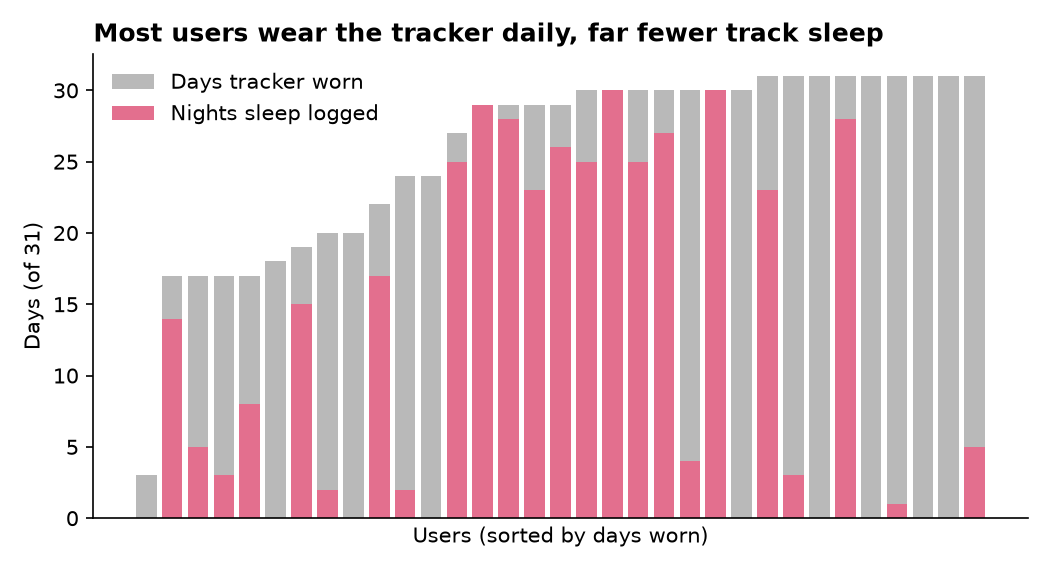 Most users wear the tracker daily, far fewer track sleep
Days tracker worn
Nights sleep logged
Days (of 31)
30
25
20
15
10
5
0
Users (sorted by days worn)